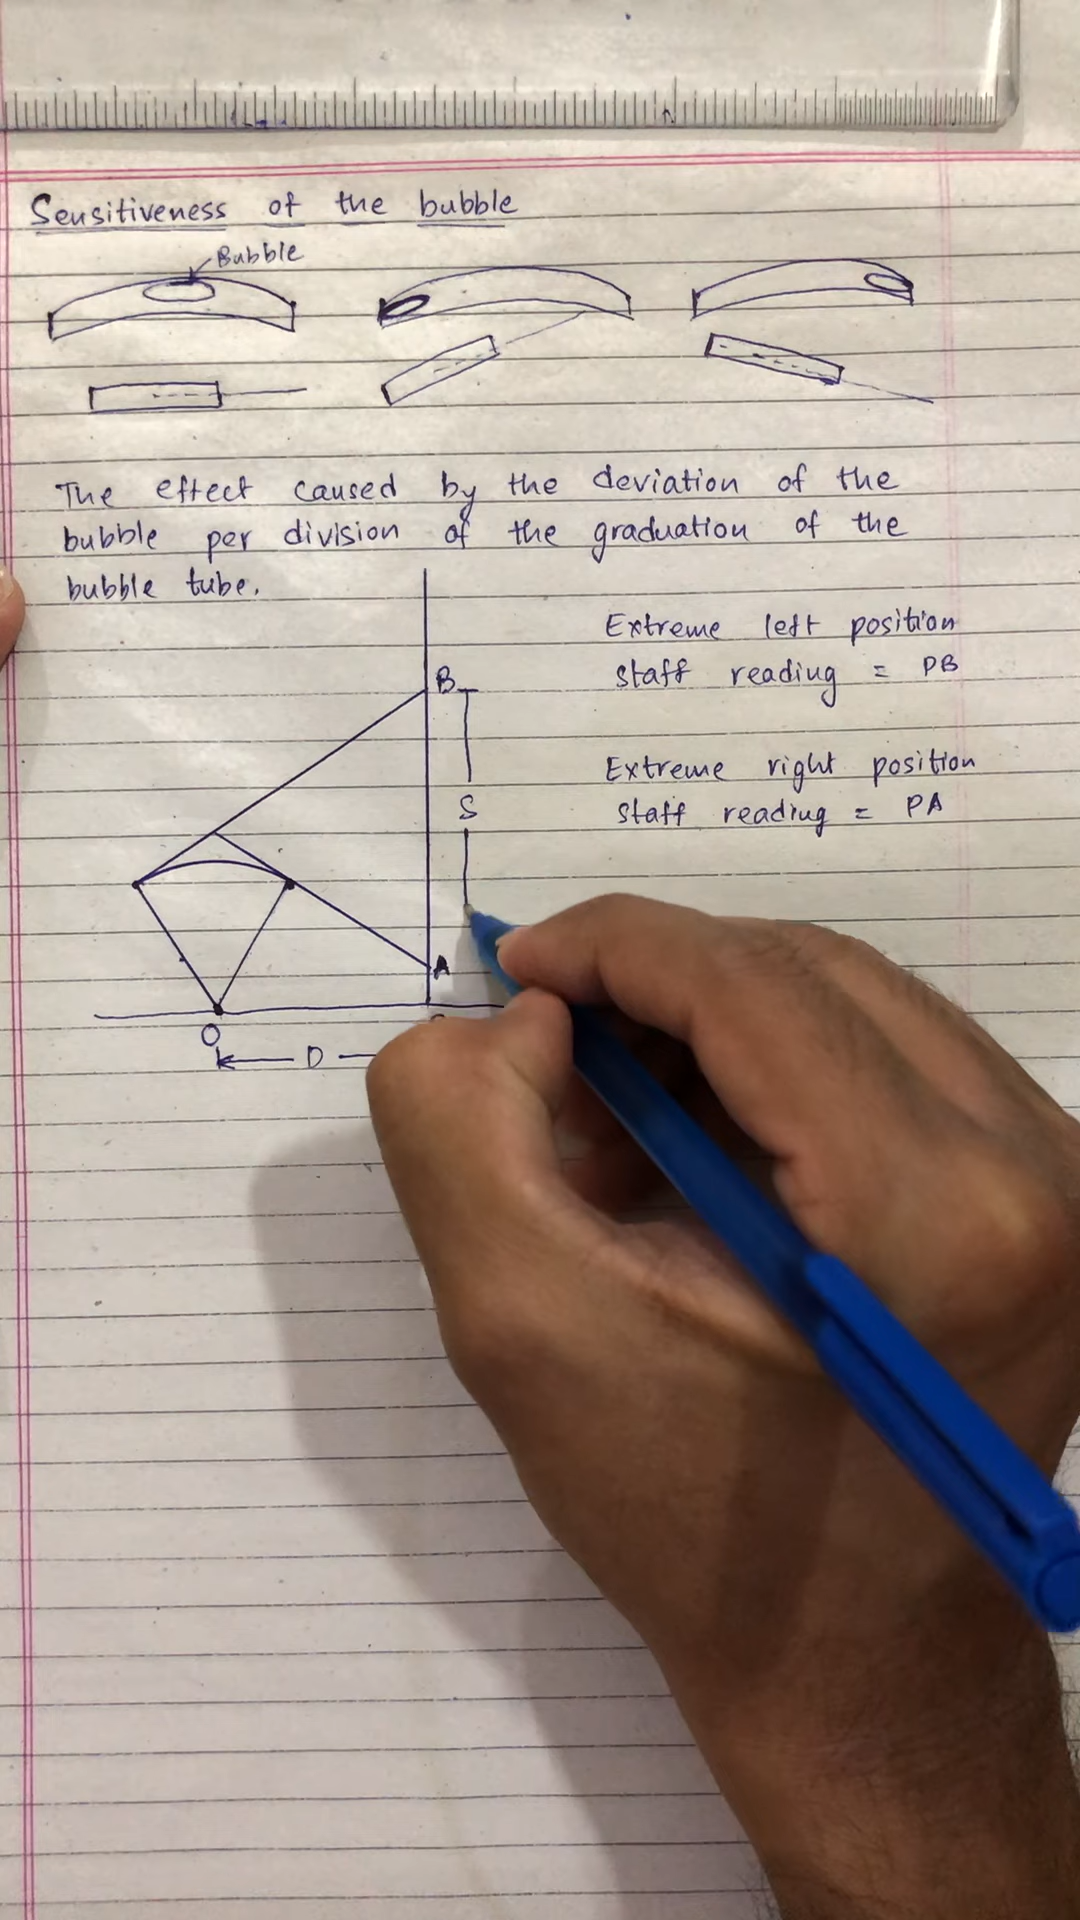 Sensitiveness of the bubble
Bubble
The effect caused by the deviation of the
bubble per division of the graduation of the
bubble tube.
Extreme left position
staff reading = PB
B
Extreme right position
staff reading = PA
S
A
O
D